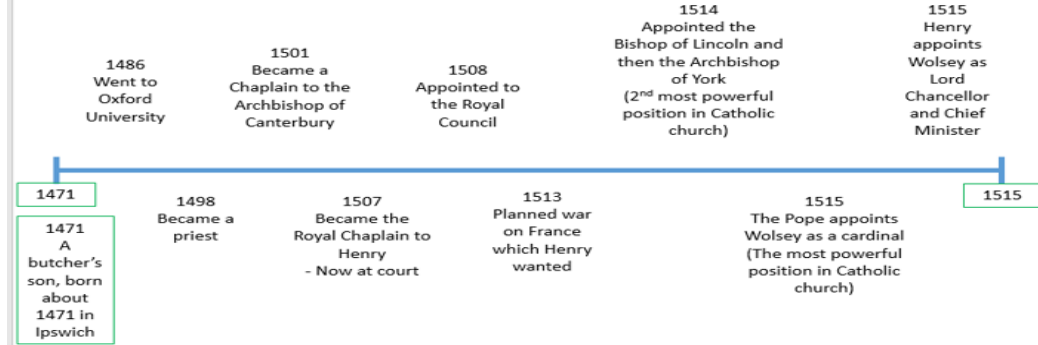 1486
Went to
Oxford
University
1501
Became a
Chaplain to the
Archbishop of
Canterbury
1508
Appointed to
the Royal
Council
1514
Appointed the
Bishop of Lincoln and
then the Archbishop
of York
(2nd most powerful
position in Catholic
church)
1515
Henry
appoints
Wolsey as
Lord
Chancellor
and Chief
Minister
1471
1515
1471
A
butcher's
son, born
about
1471 in
Ipswich
1498
Became a
priest
1507
Became the
Royal Chaplain to
Henry
- Now at court
1513
Planned war
on France
which Henry
wanted
1515
The Pope appoints
Wolsey as a cardinal
(The most powerful
position in Catholic
church)